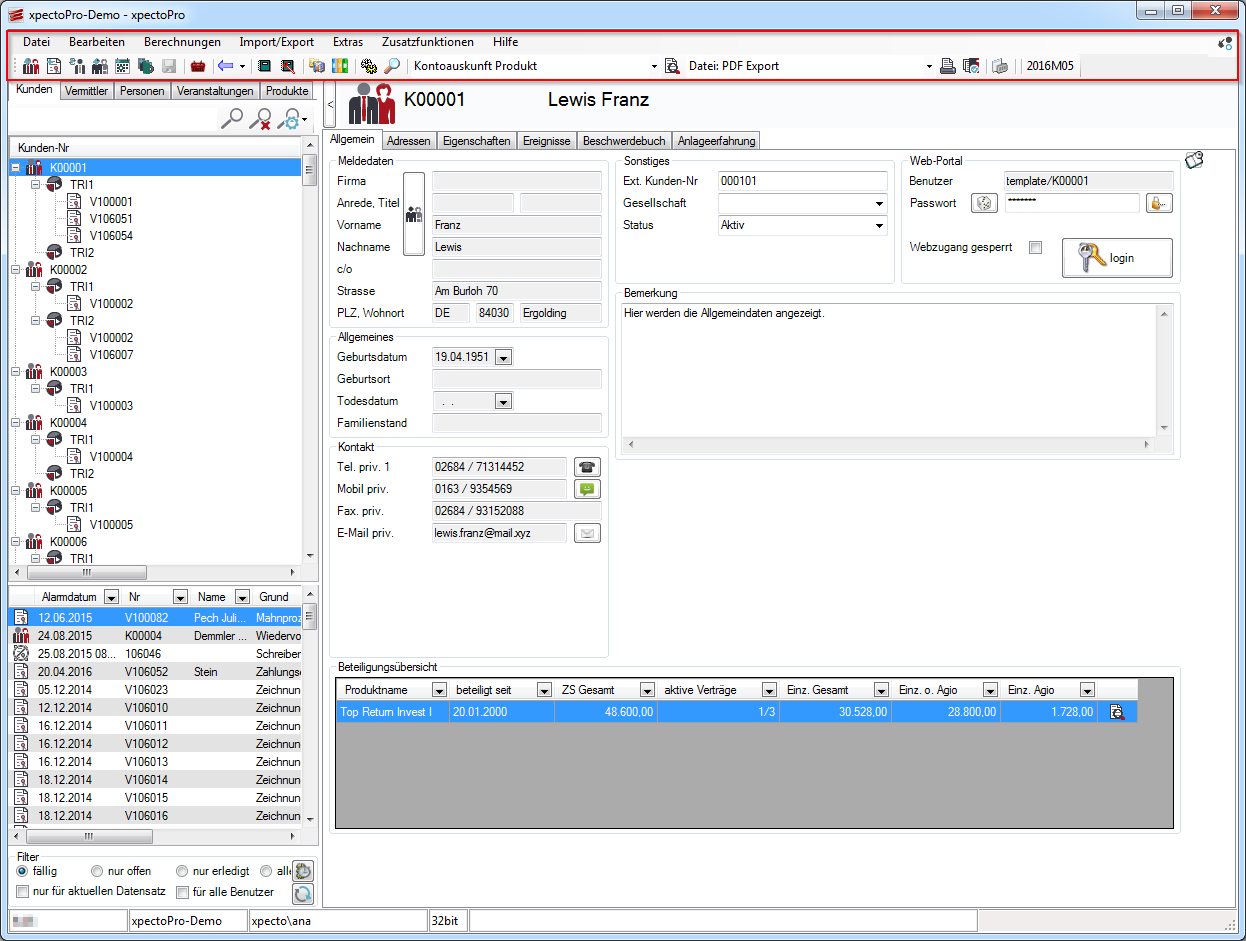 xpectoPro-Demo - xpectoPro
Datei Bearbeiten Berechnungen Import/Export Extras Zusatzfunktionen Hilfe
Kontoauskunft Produkt Datei: PDF Export 2016M05
Kunden Vermittler Personen Veranstaltungen Produkte
Kunden-Nr
K00001
TRI1
V100001
V106051
V106054
TRI2
K00002
TRI1
V100002
TRI2
V100002
V106007
K00003
TRI1
V100003
K00004
TRI1
V100004
TRI2
K00005
TRI1
V100005
K00006
TRI1
Alarmdatum Nr Name Grund
12.06.2015 V100082 Pech Juli... Mahnproz
24.08.2015 K00004 Demmler ... Wiedervo
25.08.2015 08... 106046 Schreiber
20.04.2016 V106052 Stein Zahlungse
05.12.2014 V106023 Zeichnun
12.12.2014 V106010 Zeichnun
16.12.2014 V106011 Zeichnun
16.12.2014 V106012 Zeichnun
16.12.2014 V106013 Zeichnun
18.12.2014 V106014 Zeichnun
18.12.2014 V106015 Zeichnun
18.12.2014 V106016 Zeichnun
Filter
fällig nur offen nur erledigt alle
nur für aktuellen Datensatz für alle Benutzer
< K00001 Lewis Franz
Allgemein Adressen Eigenschaften Ereignisse Beschwerdebuch Anlageerfahrung
Meldedaten
Firma
Anrede, Titel
Vorname Franz
Nachname Lewis
c/o
Strasse Am Burloh 70
PLZ, Wohnort DE 84030 Ergolding
Allgemeines
Geburtsdatum 19.04.1951
Geburtsort
Todesdatum . .
Familienstand
Kontakt
Tel. priv. 1 02684 / 71314452
Mobil priv. 0163 / 9354569
Fax. priv. 02684 / 93152088
E-Mail priv. lewis.franz@mail.xyz
Sonstiges
Ext. Kunden-Nr 000101
Gesellschaft
Status Aktiv
Web-Portal
Benutzer template/K00001
Passwort *******
Webzugang gesperrt login
Bemerkung
Hier werden die Allgemeindaten angezeigt.
Beteiligungsübersicht
Produktname beteiligt seit ZS Gesamt aktive Verträge Einz. Gesamt Einz. o. Agio Einz. Agio
Top Return Invest I 20.01.2000 48.600,00 1/3 30.528,00 28.800,00 1.728,00
xpectoPro-Demo xpecto\ana 32bit